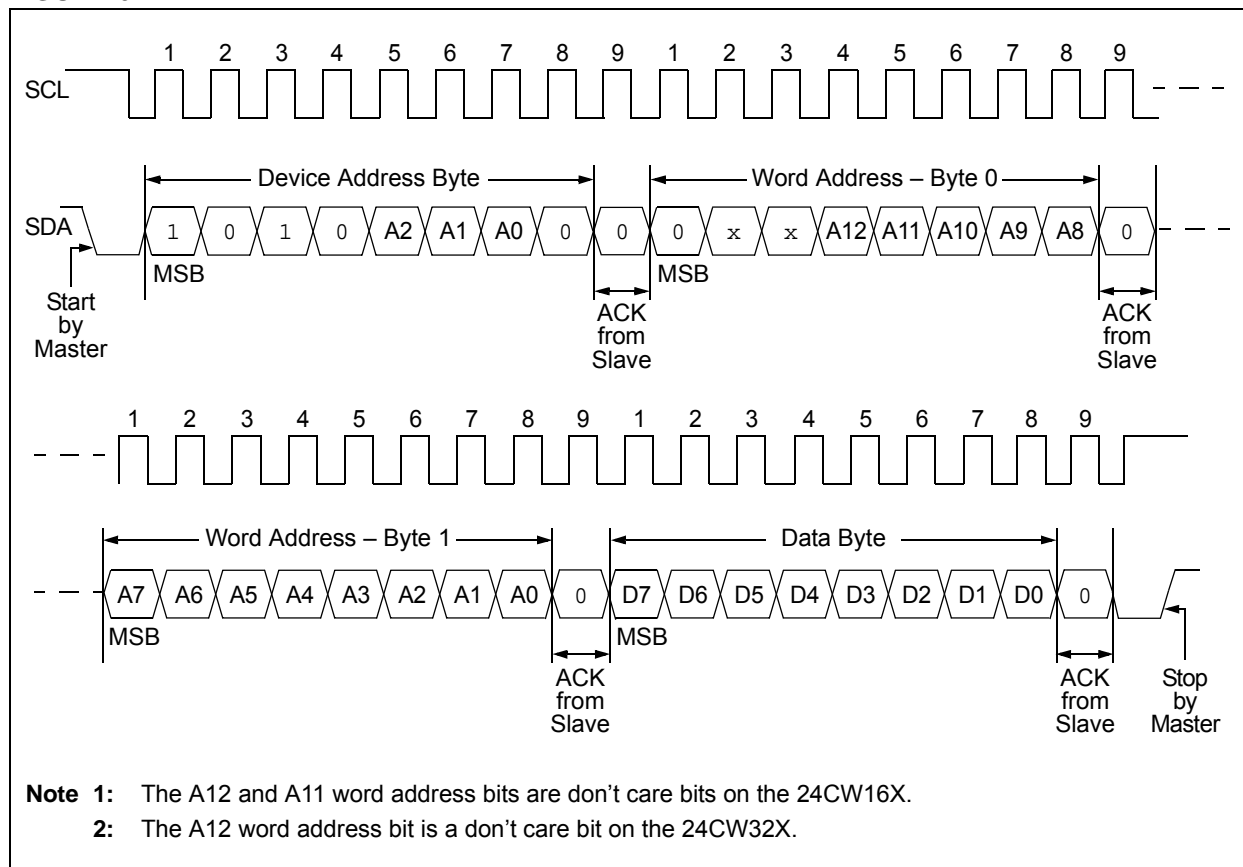 1 2 3 4 5 6 7 8 9 1 2 3 4 5 6 7 8 9
SCL
Device Address Byte Word Address – Byte 0
SDA 1 0 1 0 A2 A1 A0 0 0 0 x x A12 A11 A10 A9 A8 0
MSB MSB
Start by Master
ACK from Slave
ACK from Slave
1 2 3 4 5 6 7 8 9 1 2 3 4 5 6 7 8 9
Word Address – Byte 1 Data Byte
A7 A6 A5 A4 A3 A2 A1 A0 0 D7 D6 D5 D4 D3 D2 D1 D0 0
MSB MSB
ACK from Slave
ACK from Slave
Stop by Master
Note 1: The A12 and A11 word address bits are don’t care bits on the 24CW16X.
2: The A12 word address bit is a don’t care bit on the 24CW32X.